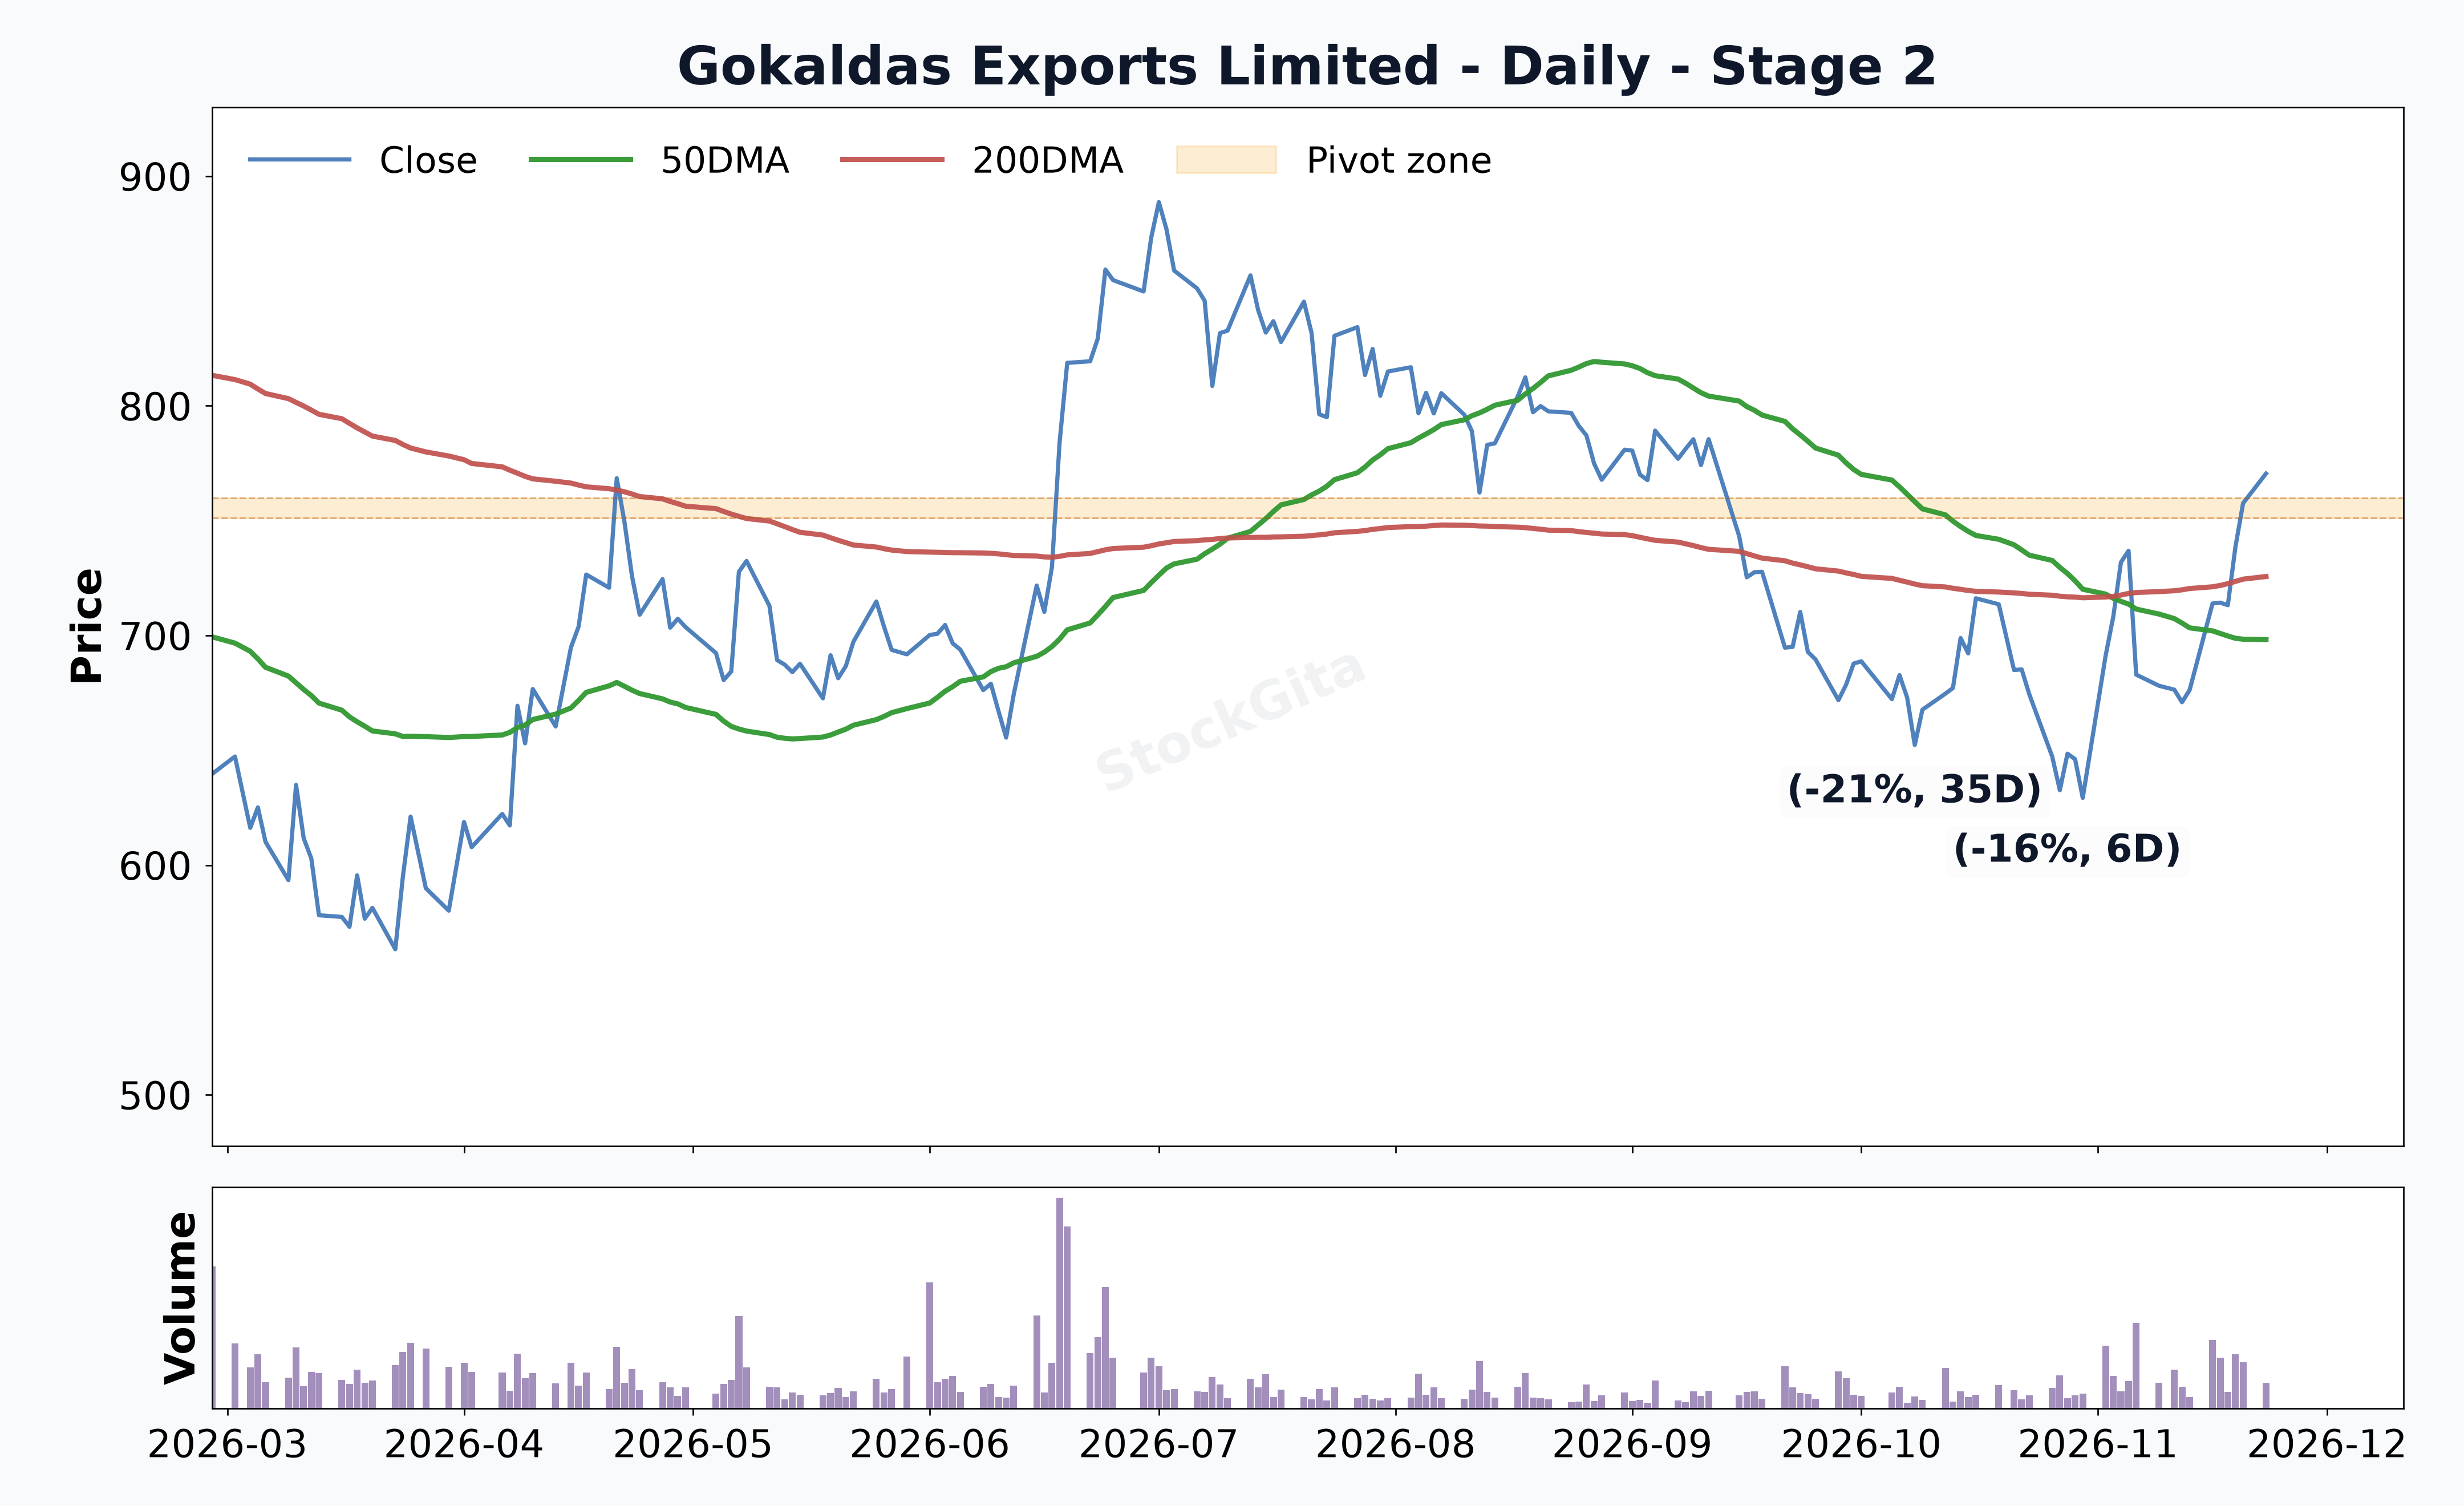 Gokaldas Exports Limited - Daily - Stage 2
Close 50DMA 200DMA Pivot zone
900
800
700
600
500
Price
StockGita
(-21%, 35D)
(-16%, 6D)
Volume
2026-03 2026-04 2026-05 2026-06 2026-07 2026-08 2026-09 2026-10 2026-11 2026-12